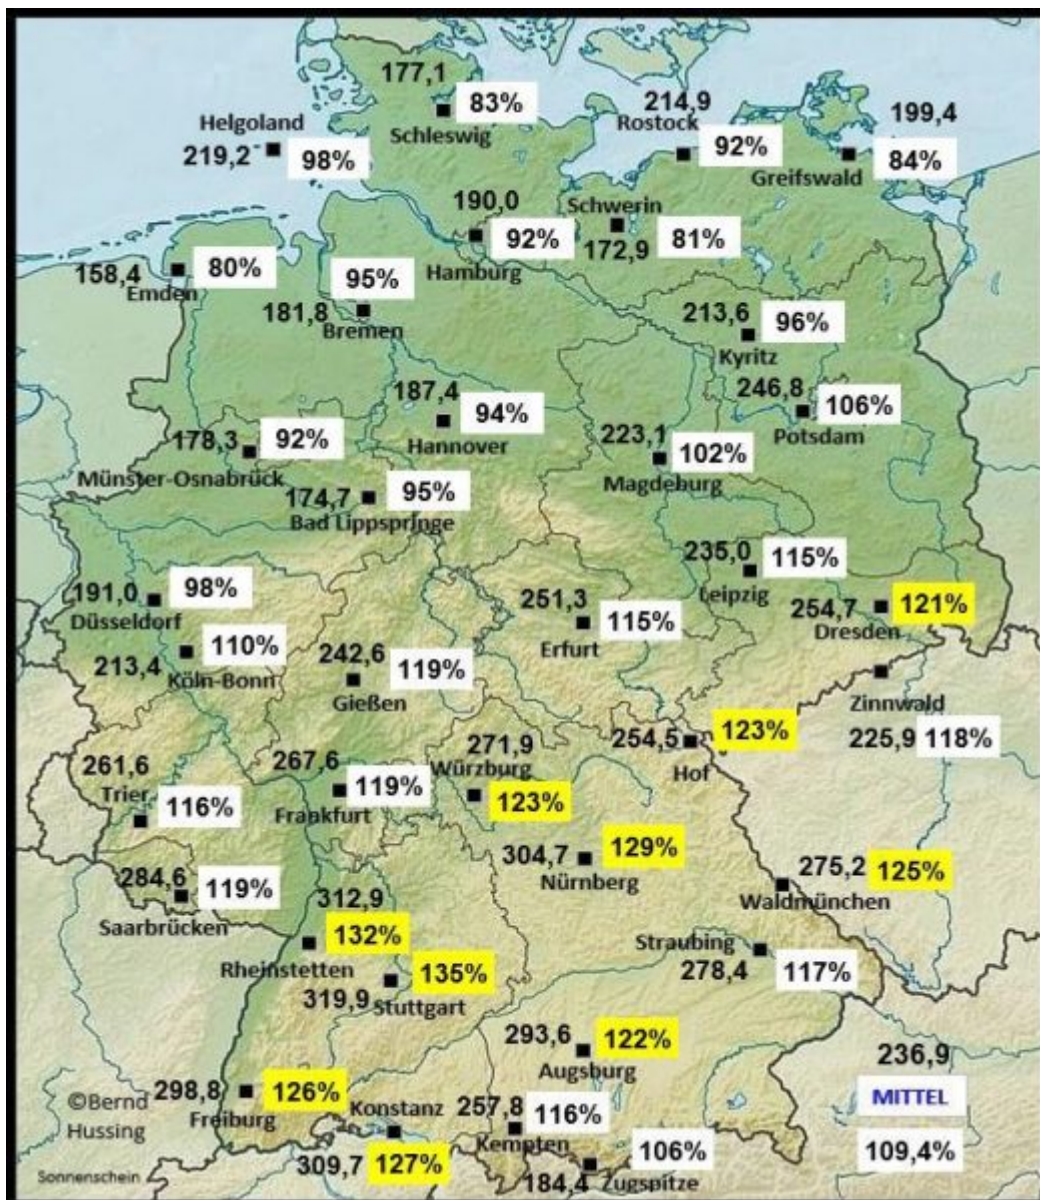 177,1
83%
Schleswig
Helgoland
219,2
98%
214,9
Rostock
92%
199,4
Greifswald
84%
190,0
92%
Hamburg
Schwerin
172,9
81%
158,4
80%
Emden
95%
181,8
Bremen
213,6
96%
Kyritz
246,8
106%
Potsdam
187,4
94%
Hannover
178,3
92%
Münster-Osnabrück
223,1
102%
Magdeburg
174,7
95%
Bad Lippspringe
235,0
115%
Leipzig
191,0
98%
Düsseldorf
251,3
115%
Erfurt
254,7
121%
Dresden
110%
213,4
Köln-Bonn
242,6
119%
Gießen
Zinnwald
225,9
118%
254,5
123%
Hof
261,6
Trier
116%
267,6
119%
Frankfurt
271,9
Würzburg
123%
304,7
129%
Nürnberg
275,2
125%
Waldmünchen
284,6
119%
Saarbrücken
312,9
132%
Rheinstetten
135%
319,9
Stuttgart
Straubing
278,4
117%
293,6
122%
Augsburg
236,9
MITTEL
109,4%
©Bernd
Hussing
298,8
126%
Freiburg
Konstanz
309,7
127%
257,8
116%
Kempten
106%
184,4
Zugspitze
Sonnenschein